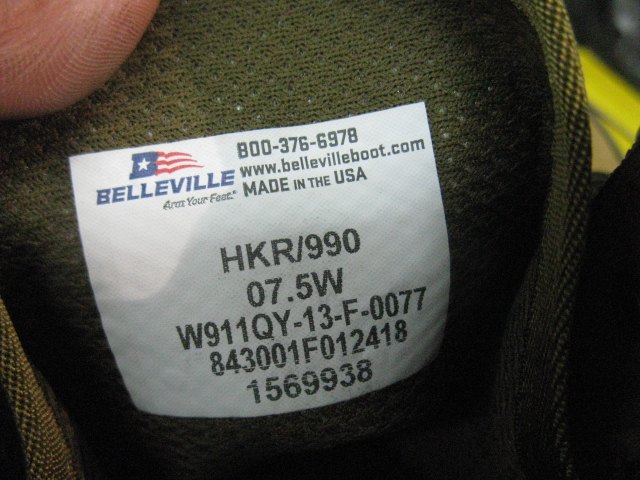 800-376-6978
www.bellevilleboot.com
BELLEVILLE MADE IN THE USA
Arm Your Feet.®
HKR/990
07.5W
W911QY-13-F-0077
843001F012418
1569938